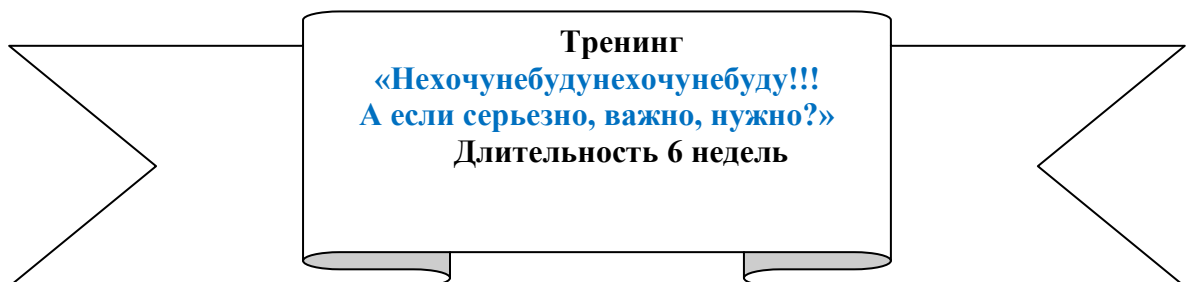 Тренинг
«Нехочунебудунехочунебуду!!!
А если серьезно, важно, нужно?»
Длительность 6 недель